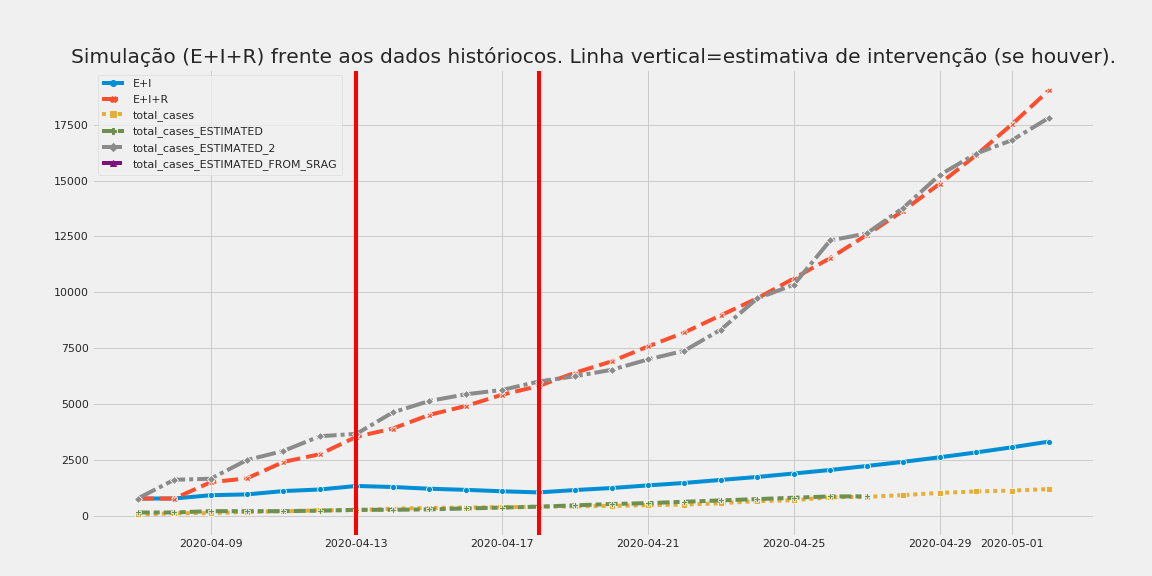 Simulação (E+I+R) frente aos dados históriocos. Linha vertical=estimativa de intervenção (se houver).
E+I
E+I+R
total_cases
total_cases_ESTIMATED
total_cases_ESTIMATED_2
total_cases_ESTIMATED_FROM_SRAG
17500
15000
12500
10000
7500
5000
2500
0
2020-04-09 2020-04-13 2020-04-17 2020-04-21 2020-04-25 2020-04-29 2020-05-01